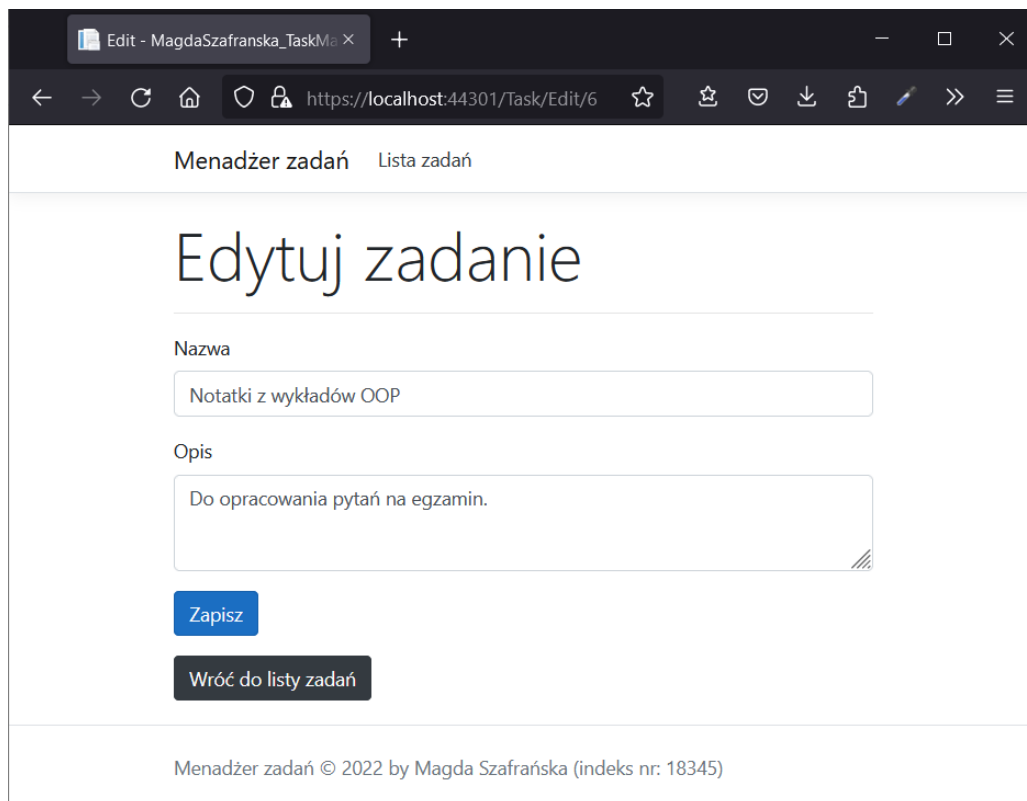 Edit - MagdaSzafranska_TaskMa
https://localhost:44301/Task/Edit/6
Menadżer zadań Lista zadań
Edytuj zadanie
Nazwa
Notatki z wykładów OOP
Opis
Do opracowania pytań na egzamin.
Zapisz
Wróć do listy zadań
Menadżer zadań © 2022 by Magda Szafrańska (indeks nr: 18345)